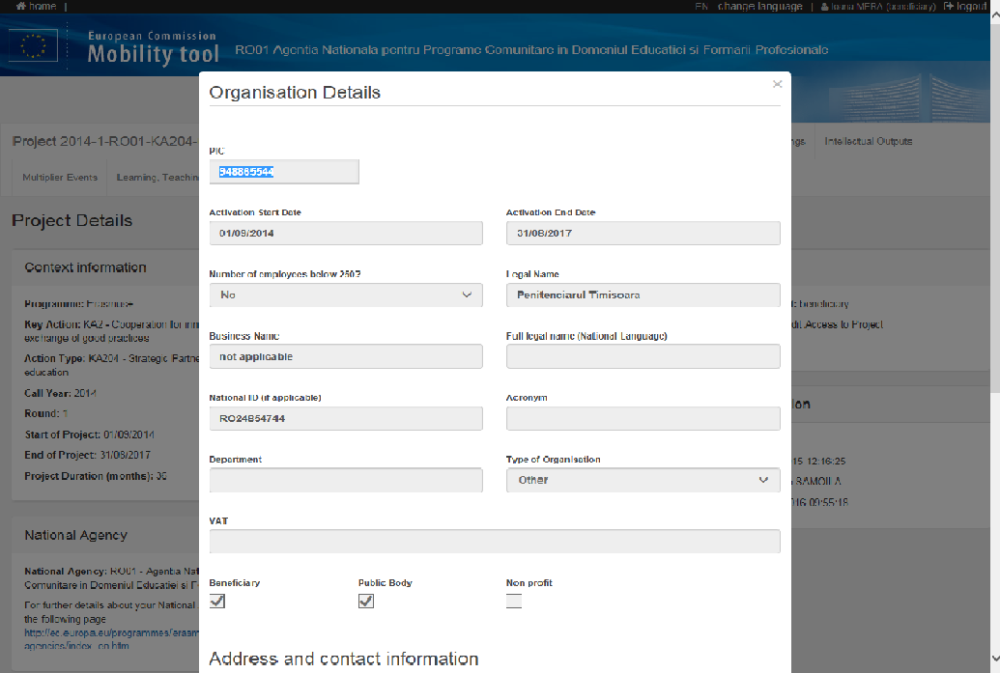 home |
EN change language | Ioana MERA (beneficiary) logout
European Commission
Mobility tool
RO01 Agentia Nationala pentru Programe Comunitare in Domeniul Educatiei si Formarii Profesionale
Organisation Details
×
Project 2014-1-RO01-KA204-
ngs
Intellectual Outputs
Multiplier Events
Learning, Teachin
PIC
948885544
Activation Start Date
Activation End Date
01/09/2014
31/08/2017
Project Details
Context information
Number of employees below 250?
Legal Name
No
Penitenciarul Timisoara
Programme: Erasmus+
t: beneficiary
Key Action: KA2 - Cooperation for inn
exchange of good practices
dit Access to Project
Business Name
Full legal name (National Language)
not applicable
Action Type: KA204 - Strategic Partne
education
Call Year: 2014
National ID (if applicable)
Acronym
ion
Round: 1
RO24854744
Start of Project: 01/09/2014
End of Project: 31/08/2017
Department
Type of Organisation
15 12:16:25
Project Duration (months): 36
Other
SAMOILA
016 09:55:18
VAT
National Agency
National Agency: RO01 - Agentia Nat
Comunitare in Domeniul Educatiei si F
Beneficiary
Public Body
Non profit
For further details about your National
the following page
http://ec.europa.eu/programmes/erasm
agencies/index_en.htm
Address and contact information